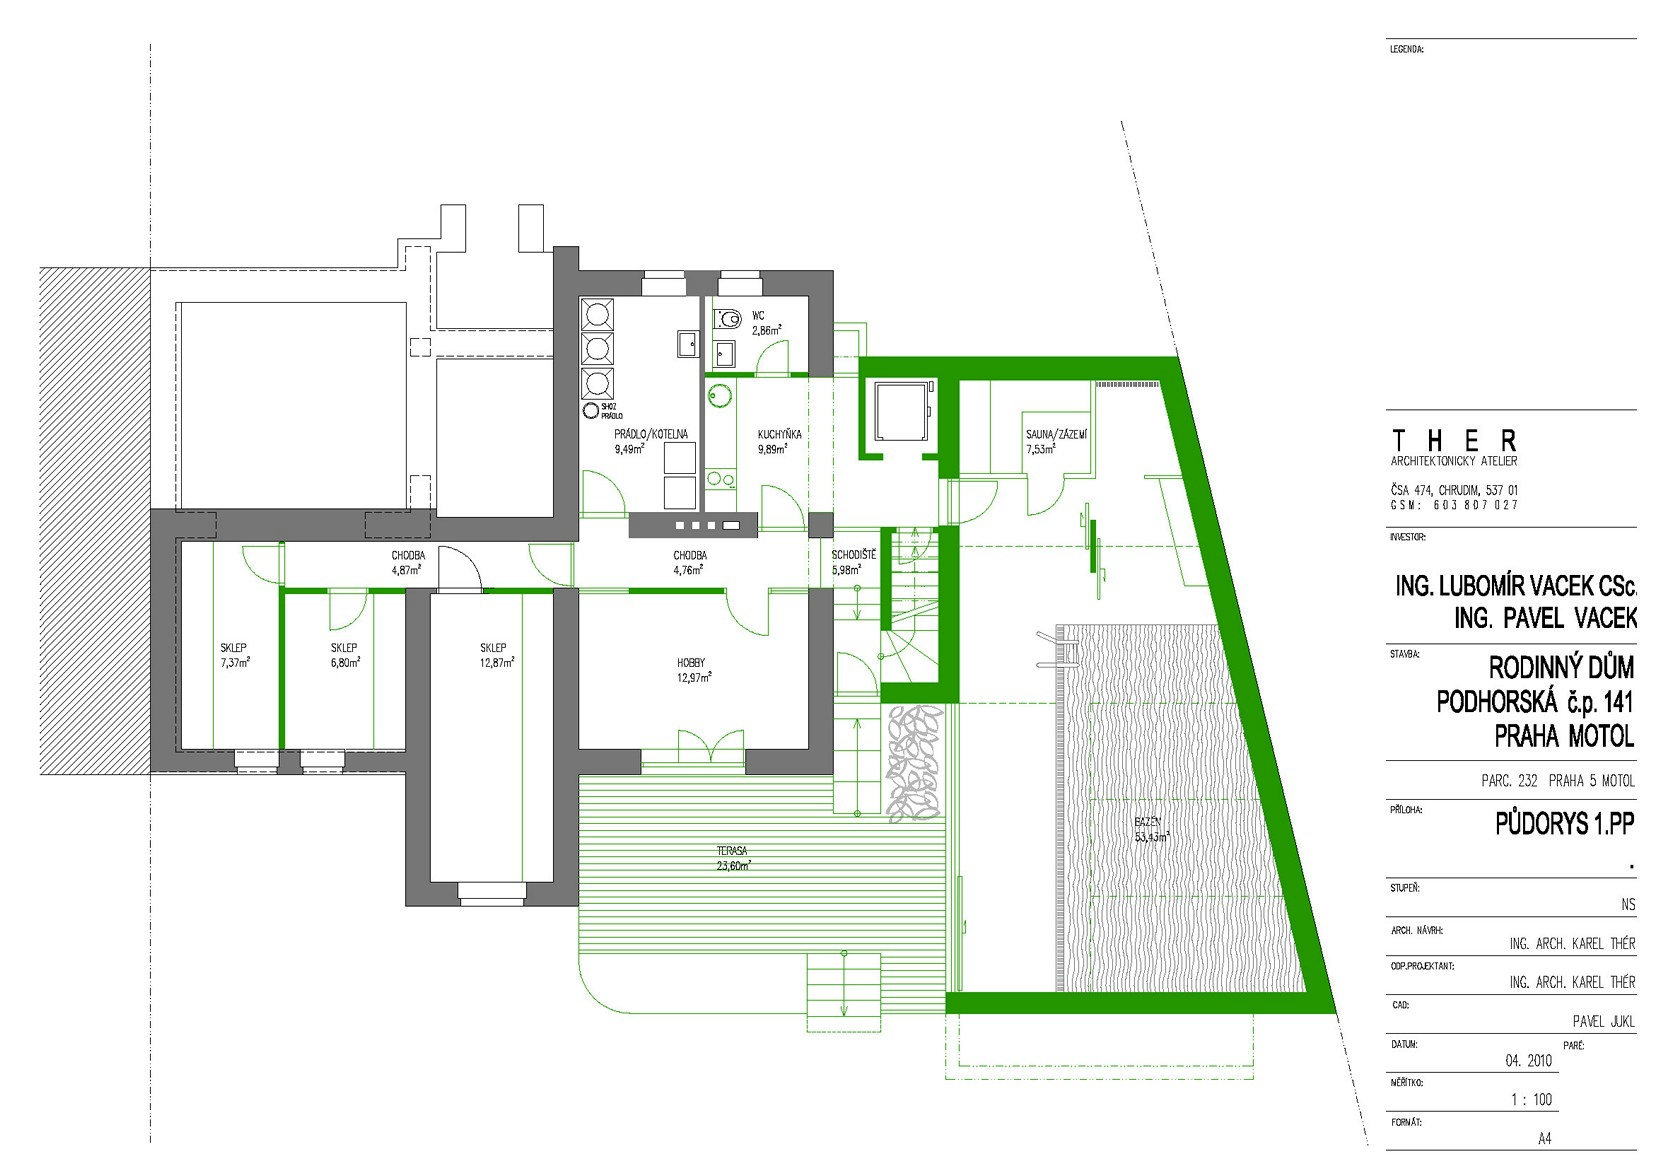 LEGENDA:
WC
2,86m²
SHOZ
PRÁDLO
PRÁDLO/KOTELNA
9,49m²
KUCHYŇKA
9,89m²
SAUNA/ZÁZEMÍ
7,53m²
CHODBA
4,87m²
CHODBA
4,76m²
SCHODIŠTĚ
5,98m²
SKLEP
7,37m²
SKLEP
6,80m²
SKLEP
12,87m²
HOBBY
12,97m²
BAZÉN
53,43m²
TERASA
23,60m²
THER
ARCHITEKTONICKÝ ATELIER
ČSA 474, CHRUDIM, 537 01
GSM: 603 807 027
INVESTOR:
ING. LUBOMÍR VACEK CSc.
ING. PAVEL VACEK
STAVBA:
RODINNÝ DŮM
PODHORSKÁ č.p. 141
PRAHA MOTOL
PARC. 232 PRAHA 5 MOTOL
PŘÍLOHA:
PŮDORYS 1.PP
.
STUPEŇ:
NS
ARCH. NÁVRH:
ING. ARCH. KAREL THÉR
ODP.PROJEKTANT:
ING. ARCH. KAREL THÉR
CAD:
PAVEL JUKL
DATUM:
PARÉ:
04. 2010
MĚŘÍTKO:
1 : 100
FORMÁT:
A4